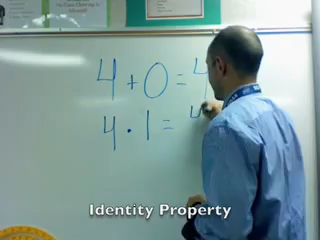 4 + 0 = 4
4 · 1 = 4
Identity Property